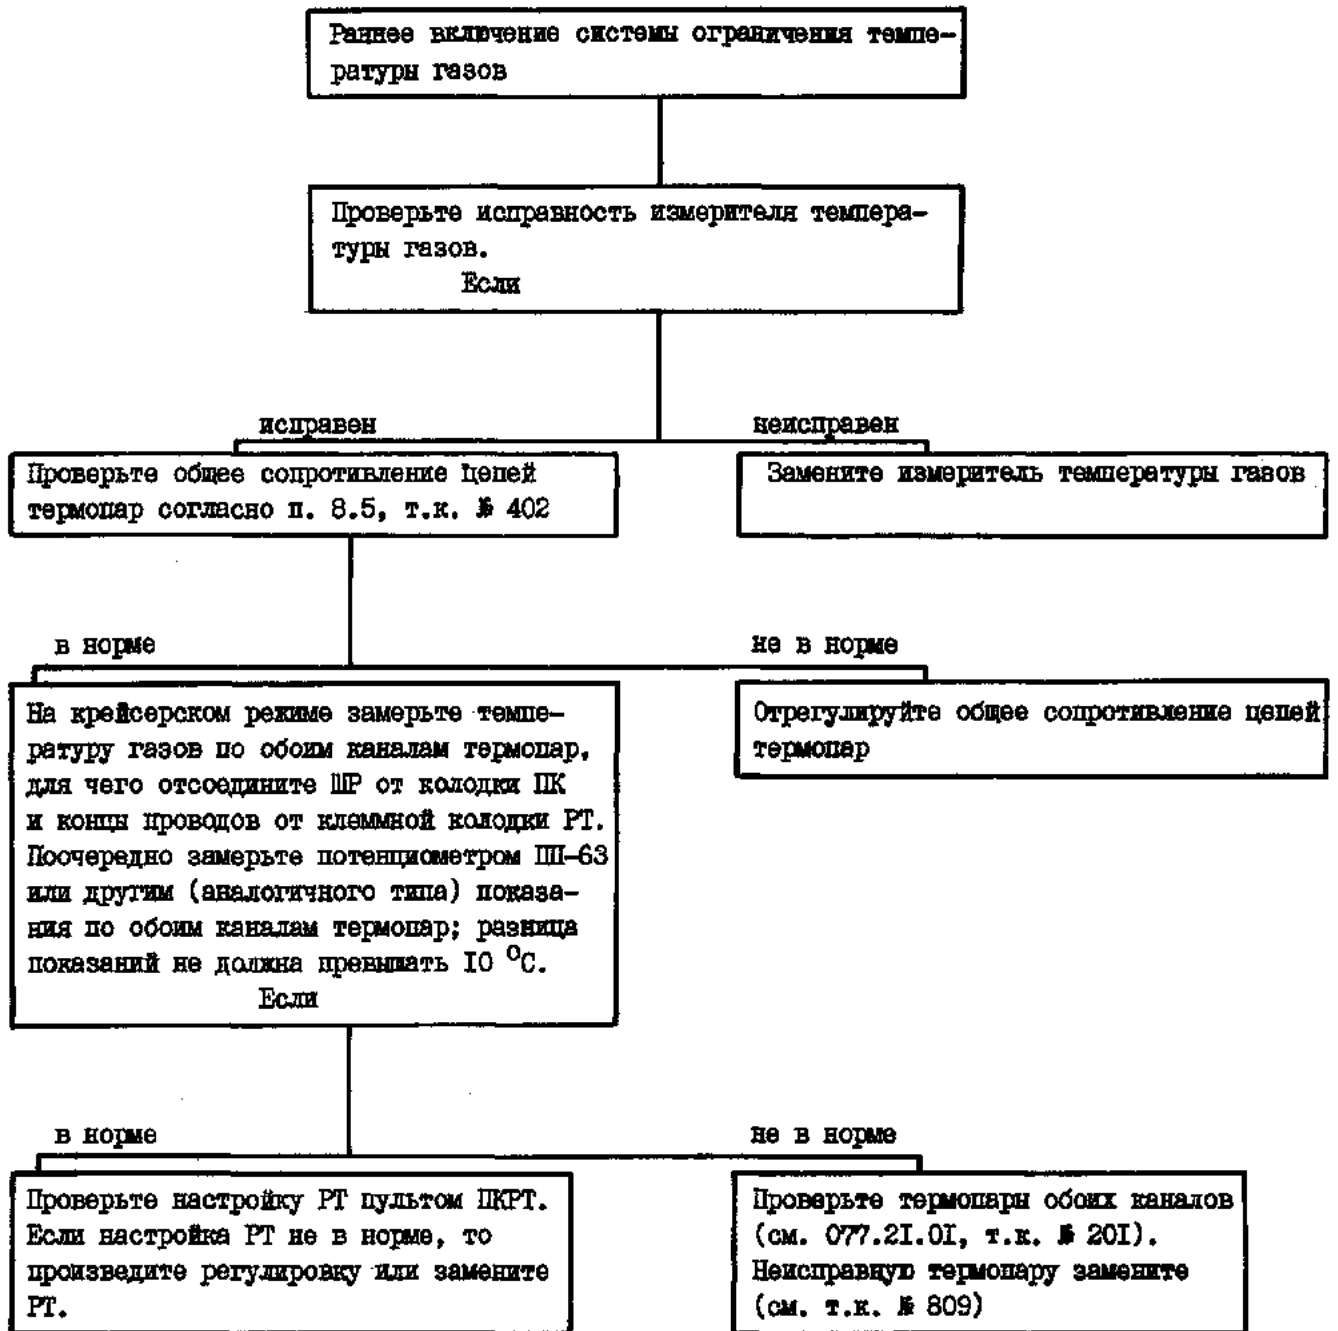 Раннее включение системы ограничения темпе-
ратуры газов
Проверьте исправность измерителя темпера-
туры газов.
Если
исправен
неисправен
Проверьте общее сопротивление цепей
термопар согласно п. 8.5, т.к. № 402
Замените измеритель температуры газов
в норме
не в норме
На крейсерском режиме замерьте темпе-
ратуру газов по обоим каналам термопар,
для чего отсоедините ШР от колодки ПК
и концы проводов от клеммной колодки РТ.
Поочередно замерьте потенциометром ПП-63
или другим (аналогичного типа) показа-
ния по обоим каналам термопар; разница
показаний не должна превышать I0 °С.
Если
Отрегулируйте общее сопротивление цепей
термопар
в норме
не в норме
Проверьте настройку РТ пультом ПКРТ.
Если настройка РТ не в норме, то
произведите регулировку или замените
РТ.
Проверьте термопары обоих каналов
(см. 077.2I.0I, т.к. № 20I).
Неисправную термопару замените
(см. т.к. № 809)